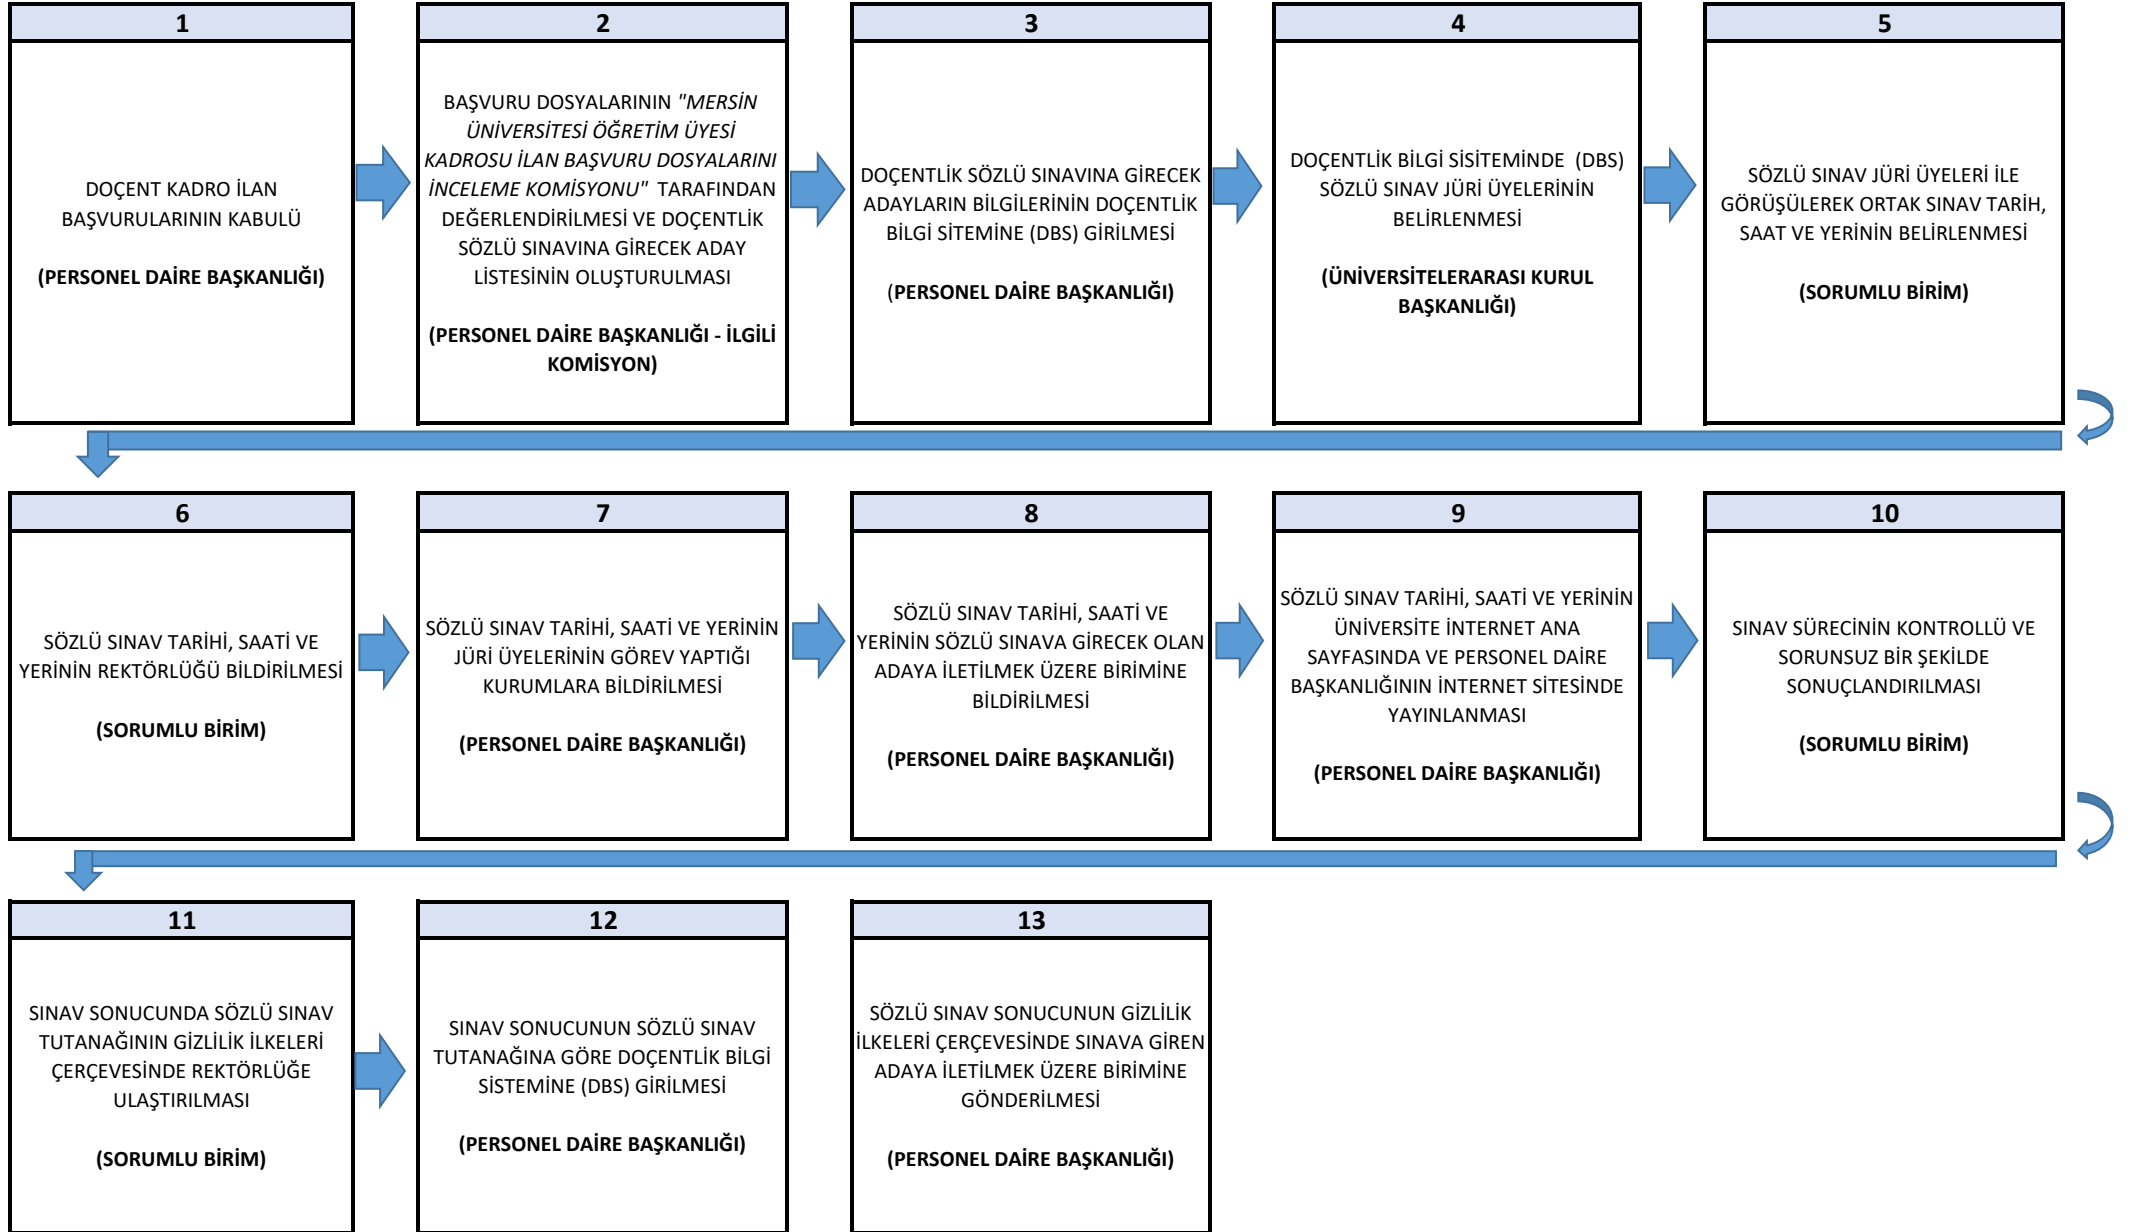 1
DOÇENT KADRO İLAN
BAŞVURULARININ KABULÜ
(PERSONEL DAİRE BAŞKANLIĞI)
2
BAŞVURU DOSYALARININ "MERSİN
ÜNİVERSİTESİ ÖĞRETİM ÜYESİ
KADROSU İLAN BAŞVURU DOSYALARINI
İNCELEME KOMİSYONU" TARAFINDAN
DEĞERLENDİRİLMESİ VE DOÇENTLİK
SÖZLÜ SINAVINA GİRECEK ADAY
LİSTESİNİN OLUŞTURULMASI
(PERSONEL DAİRE BAŞKANLIĞI - İLGİLİ
KOMİSYON)
3
DOÇENTLİK SÖZLÜ SINAVINA GİRECEK
ADAYLARIN BİLGİLERİNİN DOÇENTLİK
BİLGİ SİTEMİNE (DBS) GİRİLMESİ
(PERSONEL DAİRE BAŞKANLIĞI)
4
DOÇENTLİK BİLGİ SİSİTEMİNDE (DBS)
SÖZLÜ SINAV JÜRİ ÜYELERİNİN
BELİRLENMESİ
(ÜNİVERSİTELERARASI KURUL
BAŞKANLIĞI)
5
SÖZLÜ SINAV JÜRİ ÜYELERİ İLE
GÖRÜŞÜLEREK ORTAK SINAV TARİH,
SAAT VE YERİNİN BELİRLENMESİ
(SORUMLU BİRİM)
6
SÖZLÜ SINAV TARİHİ, SAATİ VE
YERİNİN REKTÖRLÜĞÜ BİLDİRİLMESİ
(SORUMLU BİRİM)
7
SÖZLÜ SINAV TARİHİ, SAATİ VE YERİNİN
JÜRİ ÜYELERİNİN GÖREV YAPTIĞI
KURUMLARA BİLDİRİLMESİ
(PERSONEL DAİRE BAŞKANLIĞI)
8
SÖZLÜ SINAV TARİHİ, SAATİ VE
YERİNİN SÖZLÜ SINAVA GİRECEK OLAN
ADAYA İLETİLMEK ÜZERE BİRİMİNE
BİLDİRİLMESİ
(PERSONEL DAİRE BAŞKANLIĞI)
9
SÖZLÜ SINAV TARİHİ, SAATİ VE YERİNİN
ÜNİVERSİTE İNTERNET ANA
SAYFASINDA VE PERSONEL DAİRE
BAŞKANLIĞININ İNTERNET SİTESİNDE
YAYINLANMASI
(PERSONEL DAİRE BAŞKANLIĞI)
10
SINAV SÜRECİNİN KONTROLLÜ VE
SORUNSUZ BİR ŞEKİLDE
SONUÇLANDIRILMASI
(SORUMLU BİRİM)
11
SINAV SONUCUNDA SÖZLÜ SINAV
TUTANAĞININ GİZLİLİK İLKELERİ
ÇERÇEVESİNDE REKTÖRLÜĞE
ULAŞTIRILMASI
(SORUMLU BİRİM)
12
SINAV SONUCUNUN SÖZLÜ SINAV
TUTANAĞINA GÖRE DOÇENTLİK BİLGİ
SİSTEMİNE (DBS) GİRİLMESİ
(PERSONEL DAİRE BAŞKANLIĞI)
13
SÖZLÜ SINAV SONUCUNUN GİZLİLİK
İLKELERİ ÇERÇEVESİNDE SINAVA GİREN
ADAYA İLETİLMEK ÜZERE BİRİMİNE
GÖNDERİLMESİ
(PERSONEL DAİRE BAŞKANLIĞI)